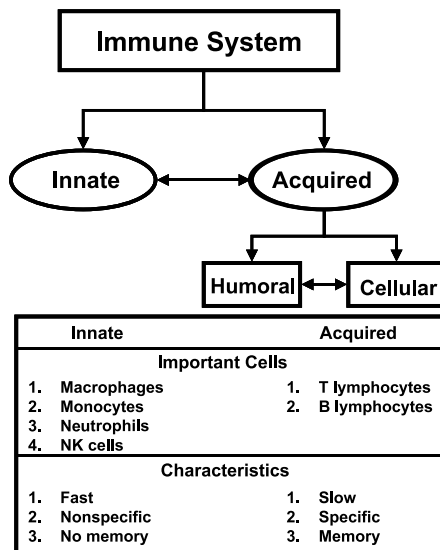 Immune System
Innate Acquired
Humoral Cellular
Innate Acquired
Important Cells
1. Macrophages 1. T lymphocytes
2. Monocytes 2. B lymphocytes
3. Neutrophils
4. NK cells
Characteristics
1. Fast 1. Slow
2. Nonspecific 2. Specific
3. No memory 3. Memory